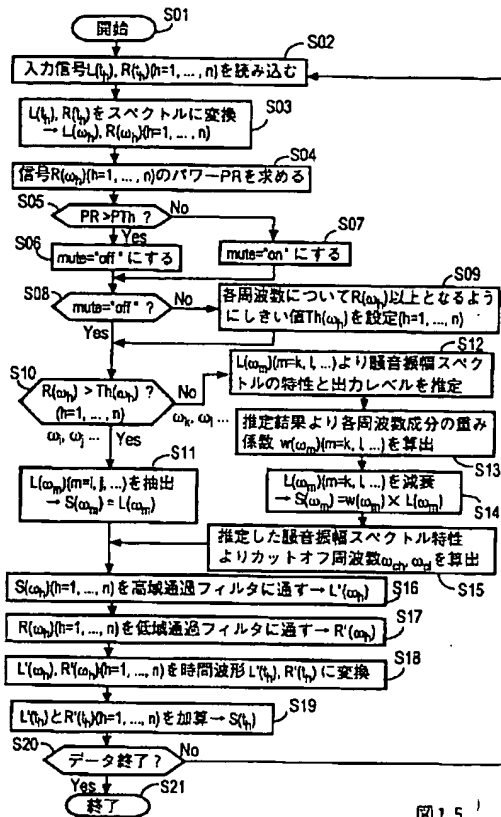 S01
開始
S02
入力信号L(tₕ), R(tₕ){h=1, ..., n}を読み込む
S03
L(tₕ), R(tₕ)をスペクトルに変換
→ L(ωₕ), R(ωₕ){h=1, ..., n}
S04
信号R(ωₕ){h=1, ..., n}のパワーPRを求める
S05
PR >PTh ?
No
S06
Yes
S07
mute="off" にする
mute="on" にする
S08
mute="off" ?
No
S09
各周波数についてR(ωₕ)以上となるよう
にしきい値Th(ωₕ)を設定{h=1, ..., n}
Yes
S12
S10
R(ωₕ) > Th(ωₕ) ?
(h=1, ..., n)
No
ωₖ, ωₗ ...
L(ωₘ){m=k, l, ...}より騒音振幅スペク
トルの特性と出力レベルを推定
ωᵢ, ωⱼ ...
Yes
S11
推定結果より各周波数成分の重み
係数 w(ωₘ){m=k, l, ...}を算出
S13
L(ωₘ){m=i, j, ...}を抽出
→ S(ωₘ) = L(ωₘ)
L(ωₘ){m=k, l, ...}を減衰
→ S(ωₘ) =w(ωₘ) × L(ωₘ)
S14
推定した騒音振幅スペクトル特性
よりカットオフ周波数ω_ch, ω_clを算出
S15
S(ωₕ){h=1, ..., n}を高域通過フィルタに通す→ L'(ωₕ)
S16
R(ωₕ){h=1, ..., n}を低域通過フィルタに通す→ R'(ωₕ)
S17
L'(ωₕ), R'(ωₕ){h=1, ..., n}を時間波形 L'(tₕ), R'(tₕ) に変換
S18
L'(tₕ)とR'(tₕ){h=1, ..., n}を加算→ S(tₕ)
S19
S20
データ終了 ?
No
Yes
S21
終了
図15